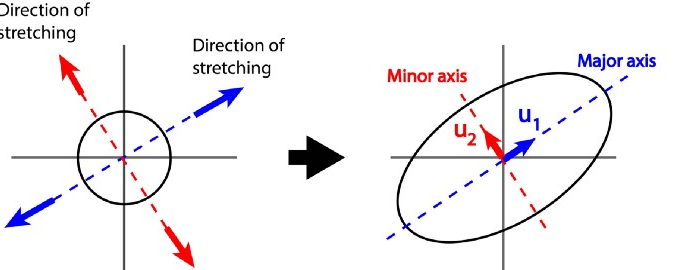 Direction of
stretching
Direction of
stretching
Minor axis
Major axis
u1
u2